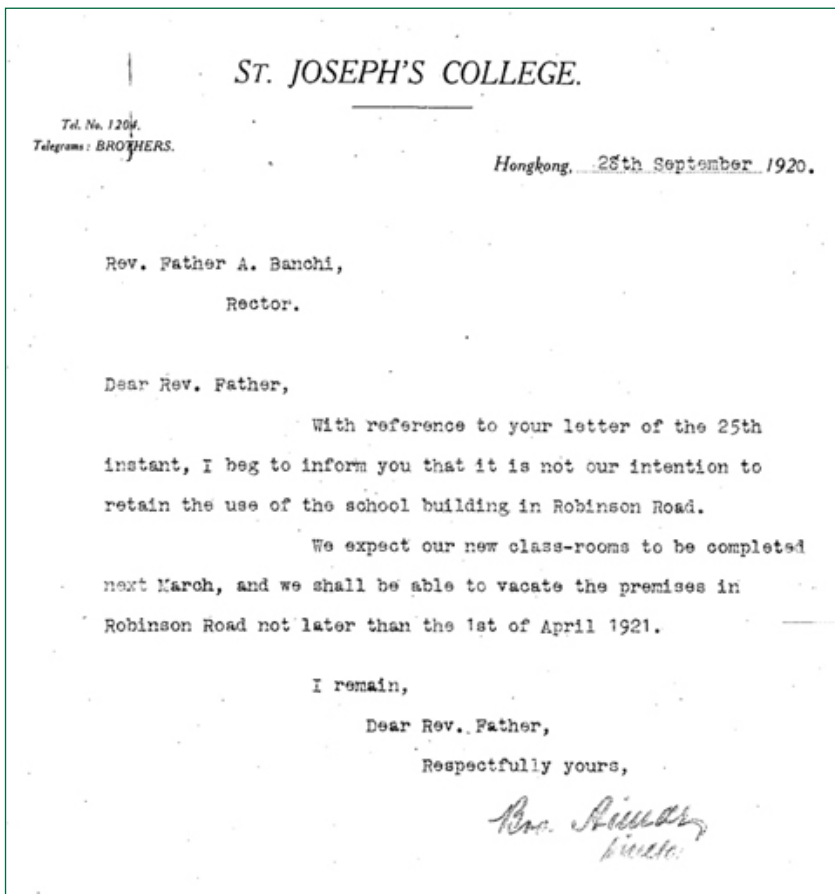 ST. JOSEPH'S COLLEGE.
Tel. No. 1204.
Telegrams: BROTHERS.
Hongkong, 28th September 1920.
Rev. Father A. Banchi,
Rector.
Dear Rev. Father,
With reference to your letter of the 25th
instant, I beg to inform you that it is not our intention to
retain the use of the school building in Robinson Road.
We expect our new class-rooms to be completed
next March, and we shall be able to vacate the premises in
Robinson Road not later than the 1st of April 1921.
I remain,
Dear Rev. Father,
Respectfully yours,
Bro. Aimar
Director